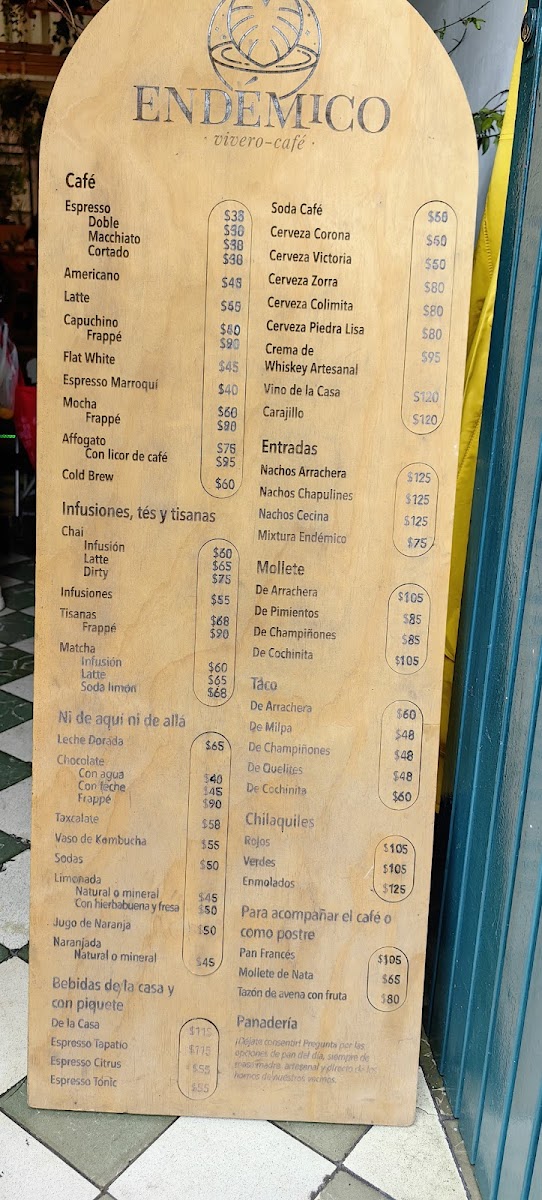 ENDÉMICO
· vivero-café ·
Café
Espresso $38
Doble $38
Macchiato $38
Cortado $38
Americano $48
Latte $55
Capuchino $80
Frappé $90
Flat White $45
Espresso Marroquí $40
Mocha $60
Frappé $90
Affogato $75
Con licor de café $95
Cold Brew $60
Infusiones, tés y tisanas
Chai
Infusión $60
Latte $65
Dirty $75
Infusiones $55
Tisanas $68
Frappé $90
Matcha
Infusión $60
Latte $65
Soda limón $68
Ni de aquí ni de allá
Leche Dorada $65
Chocolate
Con agua $40
Con leche $45
Frappé $90
Taxcalate $58
Vaso de Kombucha $55
Sodas $50
Limonada
Natural o mineral $45
Con hierbabuena y fresa $50
Jugo de Naranja $50
Naranjada
Natural o mineral $45
Bebidas de la casa y
con piquete
De la Casa $115
Espresso Tapatío $115
Espresso Citrus $55
Espresso Tónic $55
Soda Café $60
Cerveza Corona $50
Cerveza Victoria $50
Cerveza Zorra $80
Cerveza Colimita $80
Cerveza Piedra Lisa $80
Crema de $95
Whiskey Artesanal
Vino de la Casa $120
Carajillo $120
Entradas
Nachos Arrachera $125
Nachos Chapulines $125
Nachos Cecina $125
Mixtura Endémico $75
Mollete
De Arrachera $105
De Pimientos $85
De Champiñones $85
De Cochinita $105
Taco
De Arrachera $60
De Milpa $48
De Champiñones $48
De Quelites $48
De Cochinita $60
Chilaquiles
Rojos $105
Verdes $105
Enmolados $125
Para acompañar el café o
como postre
Pan Francés $105
Mollete de Nata $65
Tazón de avena con fruta $80
Panadería
¡Déjate consentir! Pregunta por las
opciones de pan del día, siempre de
masa madre, artesanal y directo de los
hornos de nuestros vecinos.